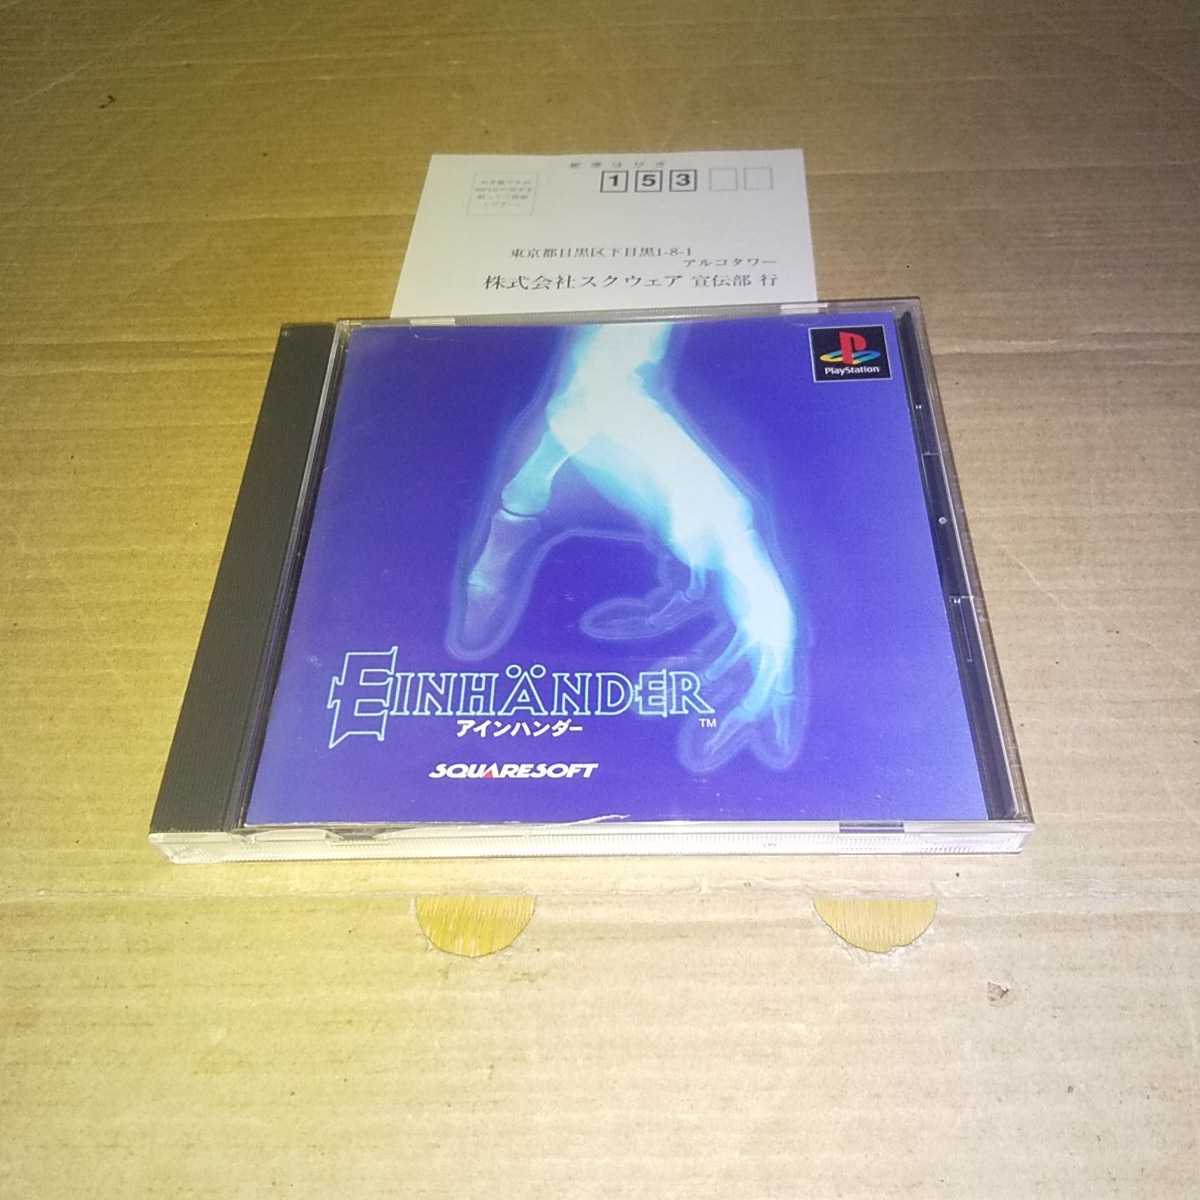 郵便はがき
153
東京都目黒区下目黒1-8-1
アルコタワー
株式会社スクウェア 宣伝部 行
PlayStation
EINHÄNDER
TM
アインハンダー
SQUARESOFT